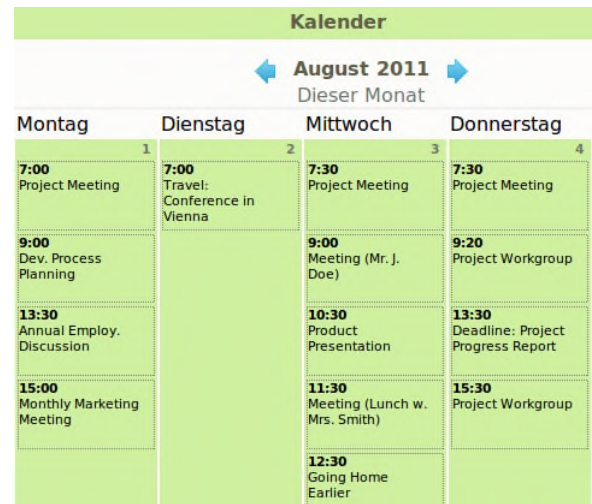 Kalender
August 2011
Dieser Monat
Montag
Dienstag
Mittwoch
Donnerstag
1
7:00
Project Meeting
9:00
Dev. Process
Planning
13:30
Annual Employ.
Discussion
15:00
Monthly Marketing
Meeting
2
7:00
Travel:
Conference in
Vienna
3
7:30
Project Meeting
9:00
Meeting (Mr. J.
Doe)
10:30
Product
Presentation
11:30
Meeting (Lunch w.
Mrs. Smith)
12:30
Going Home
Earlier
4
7:30
Project Meeting
9:20
Project Workgroup
13:30
Deadline: Project
Progress Report
15:30
Project Workgroup